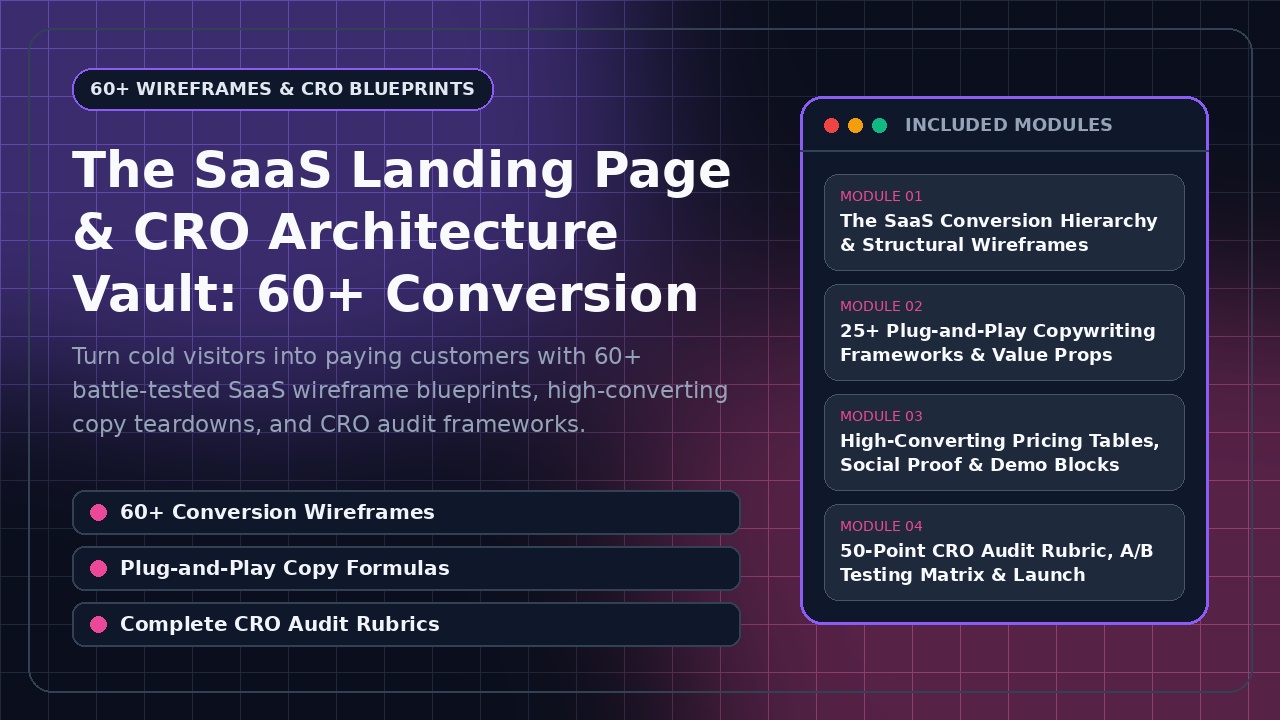 60+ WIREFRAMES & CRO BLUEPRINTS
The SaaS Landing Page
& CRO Architecture
Vault: 60+ Conversion
Turn cold visitors into paying customers with 60+
battle-tested SaaS wireframe blueprints, high-converting
copy teardowns, and CRO audit frameworks.
60+ Conversion Wireframes
Plug-and-Play Copy Formulas
Complete CRO Audit Rubrics
INCLUDED MODULES
MODULE 01
The SaaS Conversion Hierarchy
& Structural Wireframes
MODULE 02
25+ Plug-and-Play Copywriting
Frameworks & Value Props
MODULE 03
High-Converting Pricing Tables,
Social Proof & Demo Blocks
MODULE 04
50-Point CRO Audit Rubric, A/B
Testing Matrix & Launch